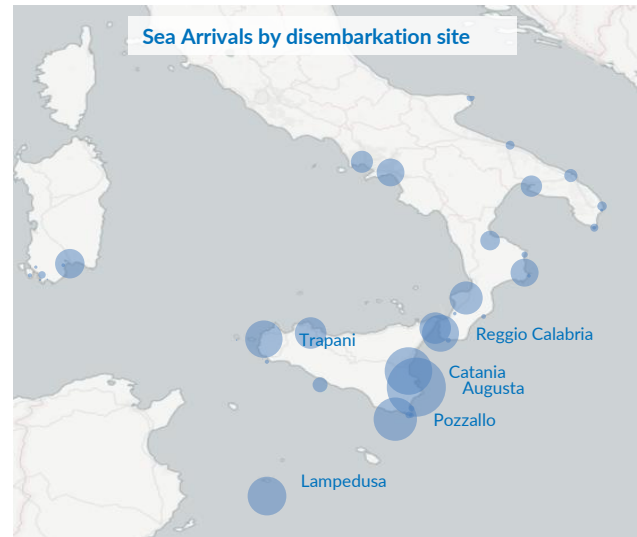 Sea Arrivals by disembarkation site
Reggio Calabria
Trapani
Catania
Augusta
Pozzallo
Lampedusa